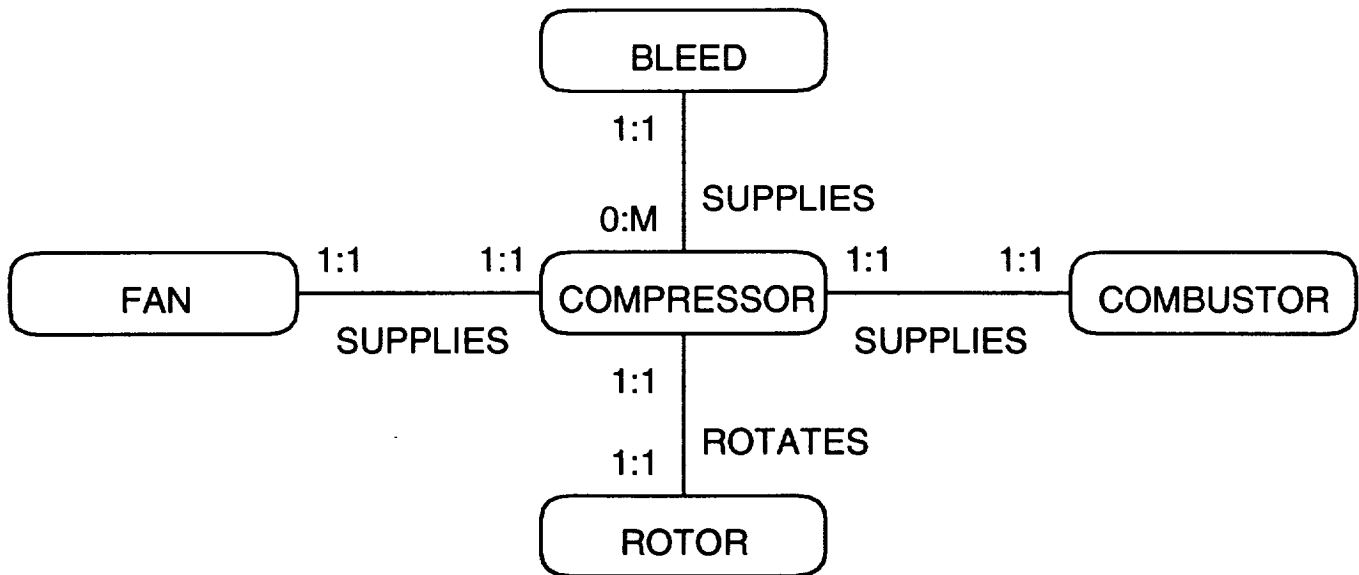 BLEED
1:1
SUPPLIES
0:M
1:1 1:1 1:1 1:1
FAN COMPRESSOR COMBUSTOR
SUPPLIES SUPPLIES
1:1
ROTATES
1:1
ROTOR